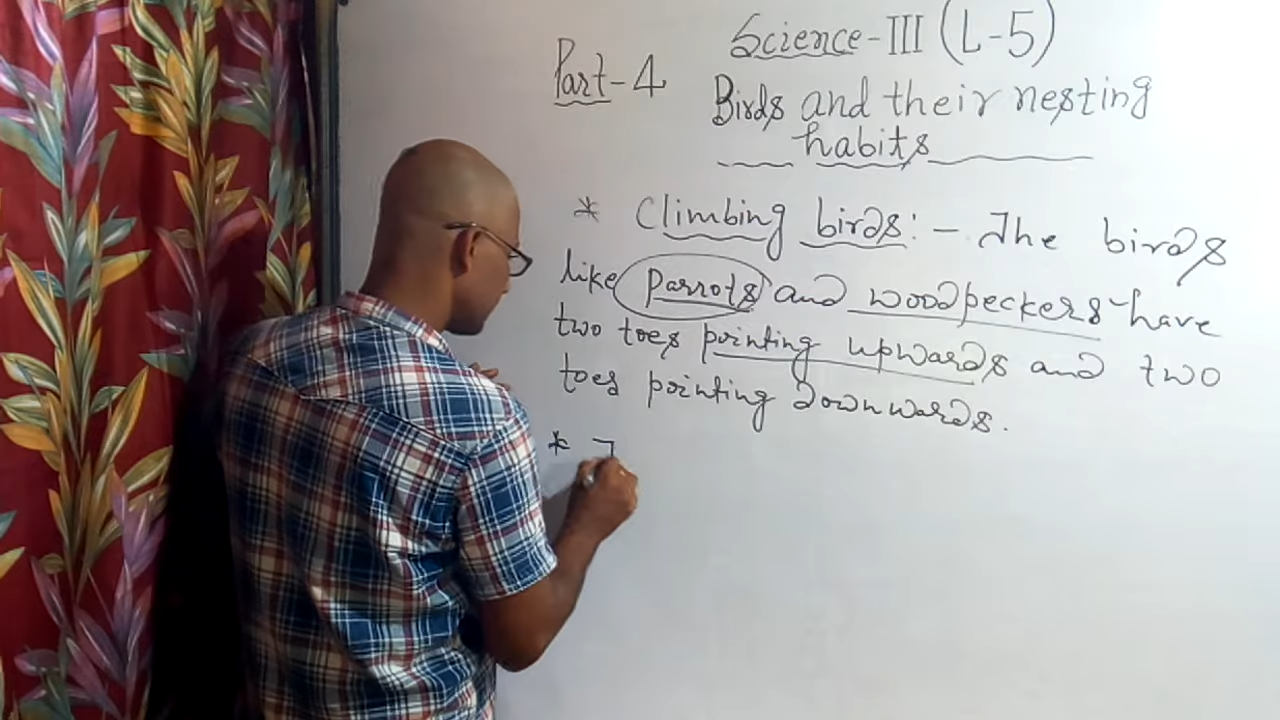 Science-III (L-5)
Part-4
Birds and their nesting
habits
* Climbing birds:- The birds
like Parrots and woodpeckers have
two toes pointing upwards and two
toes pointing downwards.
*